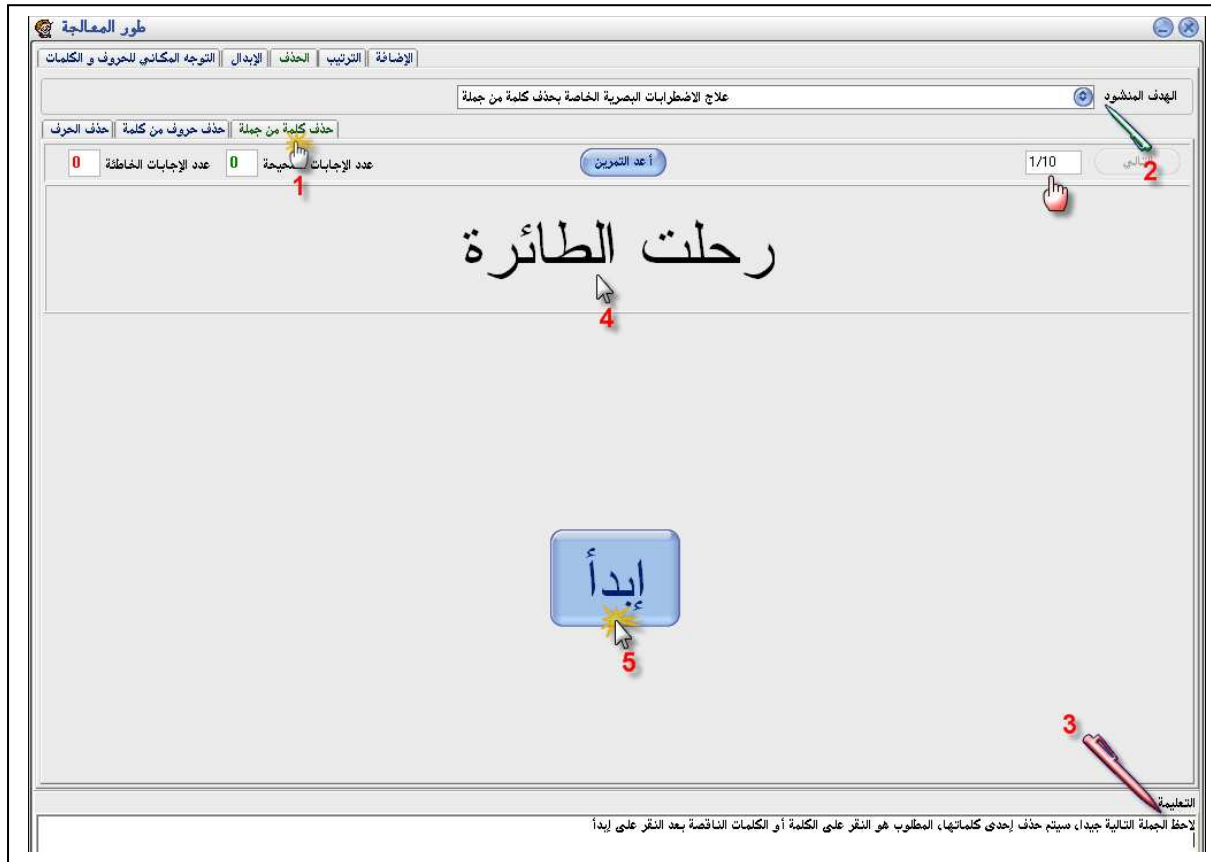 طور المعالجة
الإضافة الترتيب الحذف الإبدال التوجه المكاني للحروف و الكلمات
الهدف المنشود علاج الاضطرابات البصرية الخاصة بحذف كلمة من جملة
حذف كلمة من جملة حذف حروف من كلمة حذف الحرف
1/10 أعد التمرين عدد الإجابات 0 عدد الإجابات الخاطئة 0
2
1
رحلت الطائرة
4
إبدأ
5
3
التعليمة
لاحظ الجملة التالية جيدا، سيتم حذف إحدى كلماتها، المطلوب هو النقر على الكلمة أو الكلمات الناقصة بعد النقر على إبدأ